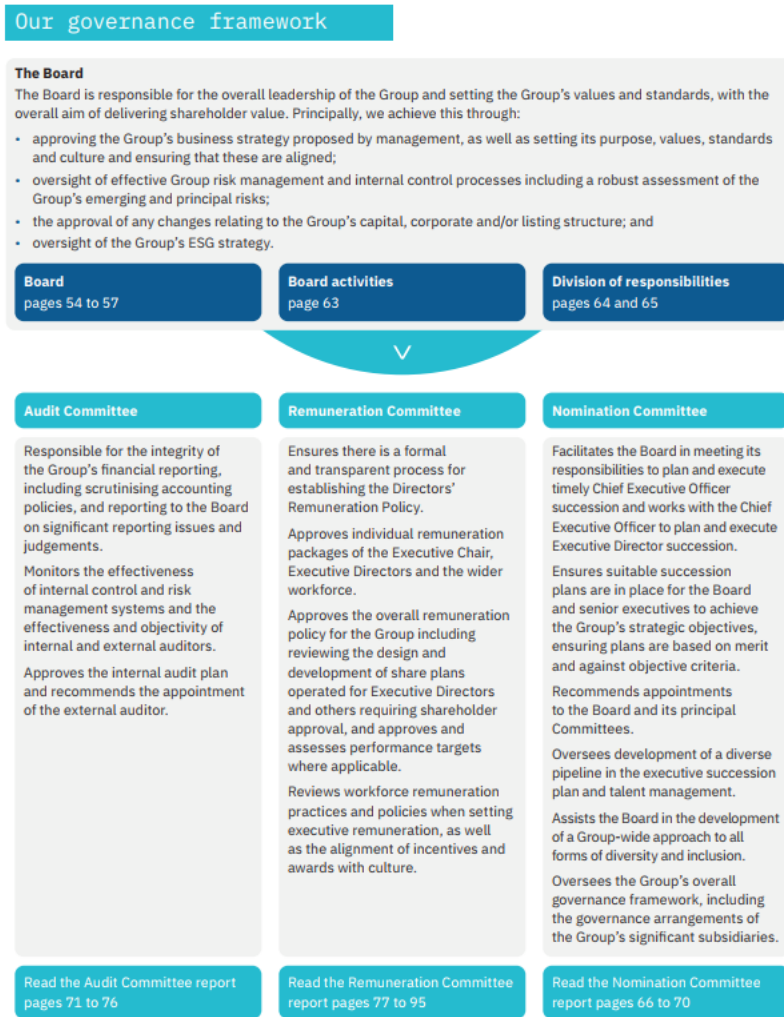 Our governance framework
The Board
The Board is responsible for the overall leadership of the Group and setting the Group's values and standards, with the
overall aim of delivering shareholder value. Principally, we achieve this through:
• approving the Group's business strategy proposed by management, as well as setting its purpose, values, standards
and culture and ensuring that these are aligned;
• oversight of effective Group risk management and internal control processes including a robust assessment of the
Group's emerging and principal risks;
• the approval of any changes relating to the Group's capital, corporate and/or listing structure; and
• oversight of the Group's ESG strategy.
Board
pages 54 to 57
Board activities
page 63
Division of responsibilities
pages 64 and 65
Audit Committee
Responsible for the integrity of
the Group's financial reporting,
including scrutinising accounting
policies, and reporting to the Board
on significant reporting issues and
judgements.
Monitors the effectiveness
of internal control and risk
management systems and the
effectiveness and objectivity of
internal and external auditors.
Approves the internal audit plan
and recommends the appointment
of the external auditor.
Read the Audit Committee report
pages 71 to 76
Remuneration Committee
Ensures there is a formal
and transparent process for
establishing the Directors'
Remuneration Policy.
Approves individual remuneration
packages of the Executive Chair,
Executive Directors and the wider
workforce.
Approves the overall remuneration
policy for the Group including
reviewing the design and
development of share plans
operated for Executive Directors
and others requiring shareholder
approval, and approves and
assesses performance targets
where applicable.
Reviews workforce remuneration
practices and policies when setting
executive remuneration, as well
as the alignment of incentives and
awards with culture.
Read the Remuneration Committee
report pages 77 to 95
Nomination Committee
Facilitates the Board in meeting its
responsibilities to plan and execute
timely Chief Executive Officer
succession and works with the Chief
Executive Officer to plan and execute
Executive Director succession.
Ensures suitable succession
plans are in place for the Board
and senior executives to achieve
the Group's strategic objectives,
ensuring plans are based on merit
and against objective criteria.
Recommends appointments
to the Board and its principal
Committees.
Oversees development of a diverse
pipeline in the executive succession
plan and talent management.
Assists the Board in the development
of a Group-wide approach to all
forms of diversity and inclusion.
Oversees the Group's overall
governance framework, including
the governance arrangements of
the Group's significant subsidiaries.
Read the Nomination Committee
report pages 66 to 70